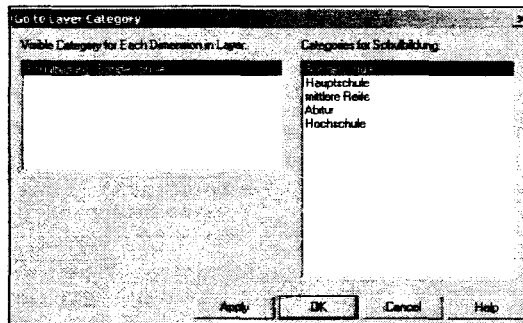 Go to Layer Category
Visible Category for Each Dimension in Layer:
Categories for Schulbildung:
Hauptschule
mittlere Reife
Abitur
Hochschule
Apply
OK
Cancel
Help